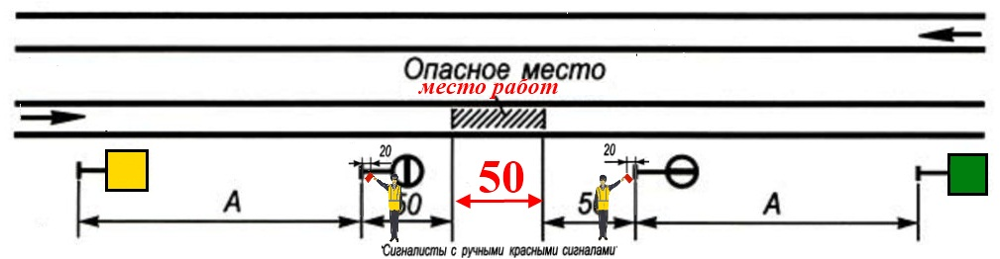 Опасное место
место работ
20
20
50
50
50
А
А
Сигналисты с ручными красными сигналами